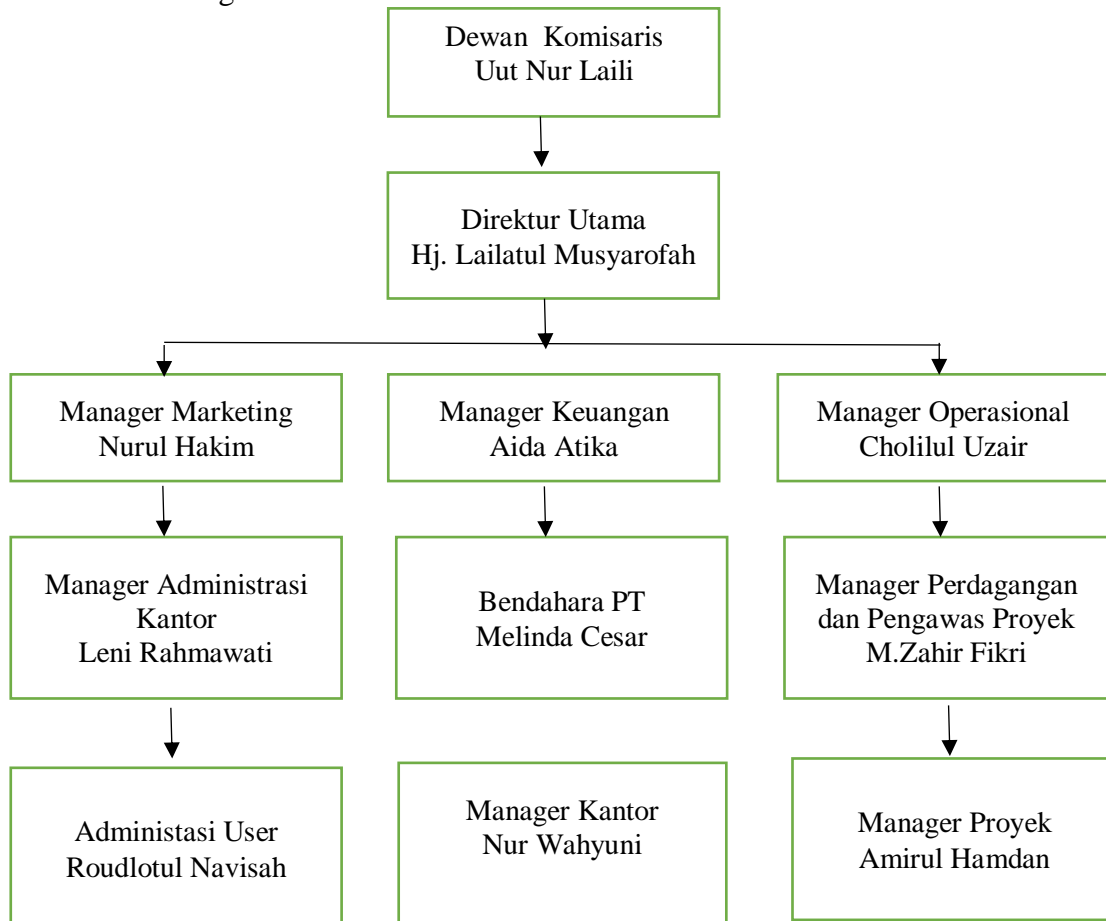 Dewan Komisaris
Uut Nur Laili
Direktur Utama
Hj. Lailatul Musyarofah
Manager Marketing
Nurul Hakim
Manager Keuangan
Aida Atika
Manager Operasional
Cholilul Uzair
Manager Administrasi
Kantor
Leni Rahmawati
Bendahara PT
Melinda Cesar
Manager Perdagangan
dan Pengawas Proyek
M.Zahir Fikri
Administasi User
Roudlotul Navisah
Manager Kantor
Nur Wahyuni
Manager Proyek
Amirul Hamdan